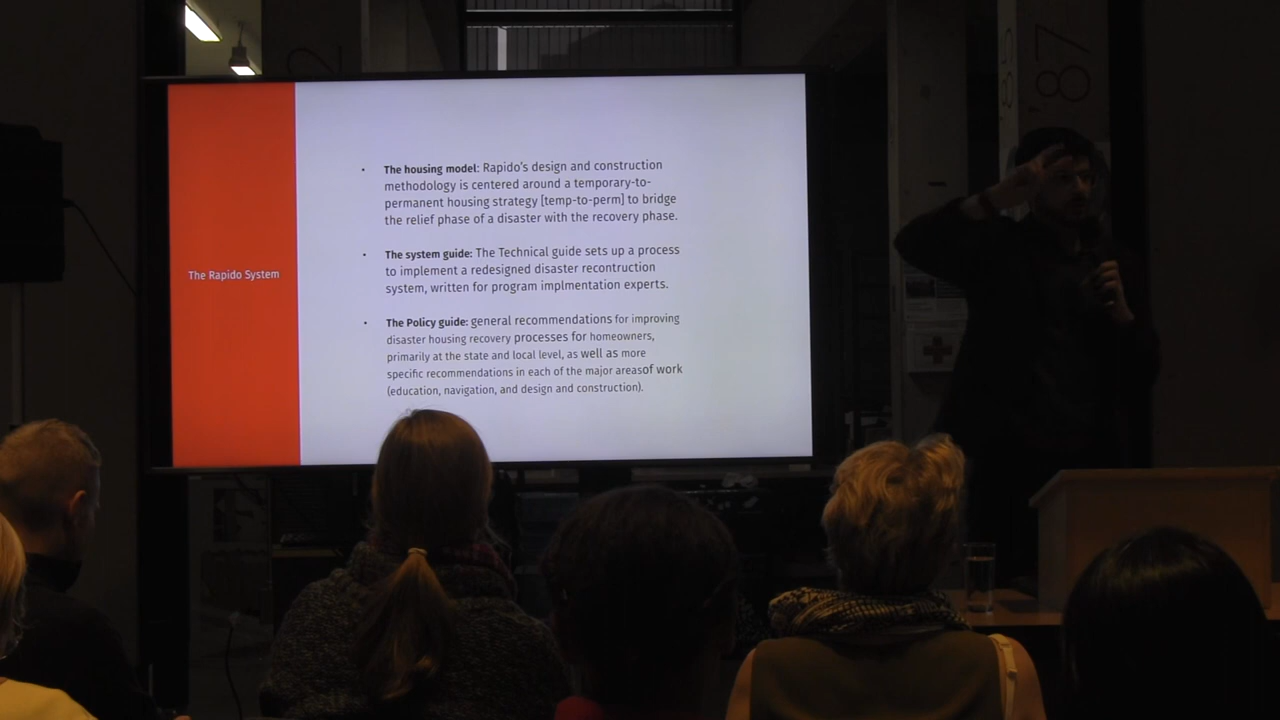 The Rapido System
• The housing model: Rapido's design and construction
methodology is centered around a temporary-to-
permanent housing strategy [temp-to-perm] to bridge
the relief phase of a disaster with the recovery phase.
• The system guide: The Technical guide sets up a process
to implement a redesigned disaster recontruction
system, written for program implmentation experts.
• The Policy guide: general recommendations for improving
disaster housing recovery processes for homeowners,
primarily at the state and local level, as well as more
specific recommendations in each of the major areasof work
(education, navigation, and design and construction).
87